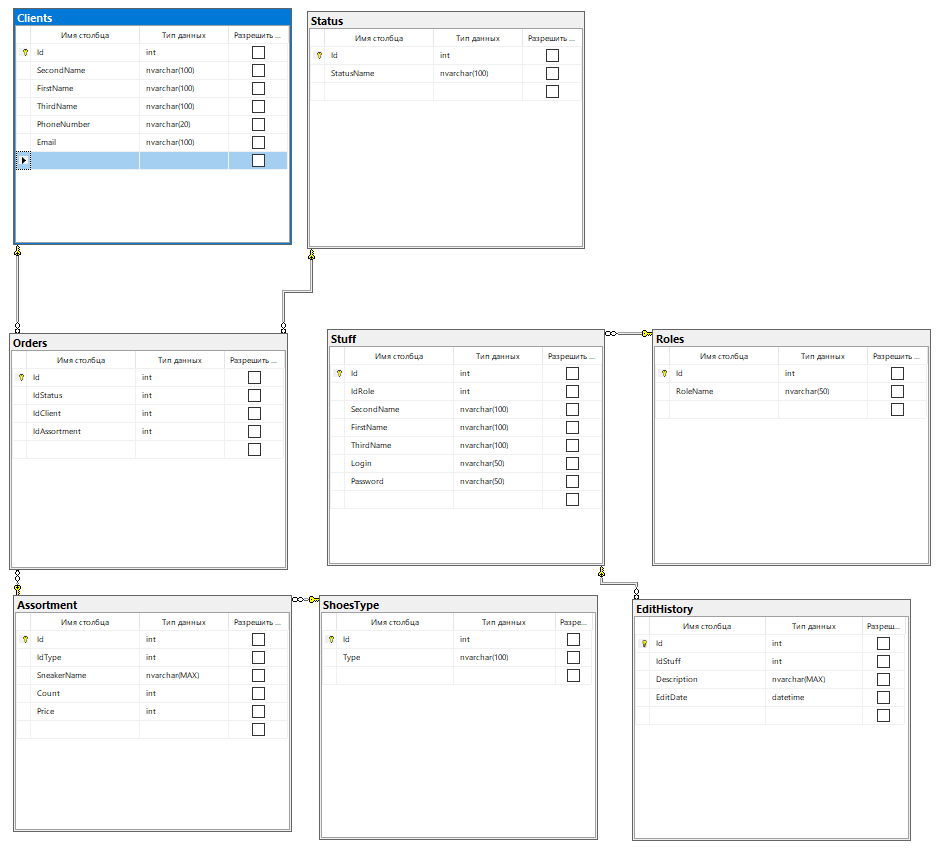 Clients
Имя столбца Тип данных Разрешить ...
Id int
SecondName nvarchar(100)
FirstName nvarchar(100)
ThirdName nvarchar(100)
PhoneNumber nvarchar(20)
Email nvarchar(100)
Status
Имя столбца Тип данных Разрешить ...
Id int
StatusName nvarchar(100)
Orders
Имя столбца Тип данных Разрешить ...
Id int
IdStatus int
IdClient int
IdAssortment int
Stuff
Имя столбца Тип данных Разрешить ...
Id int
IdRole int
SecondName nvarchar(100)
FirstName nvarchar(100)
ThirdName nvarchar(100)
Login nvarchar(50)
Password nvarchar(50)
Roles
Имя столбца Тип данных Разрешить ...
Id int
RoleName nvarchar(50)
Assortment
Имя столбца Тип данных Разрешить ...
Id int
IdType int
SneakerName nvarchar(MAX)
Count int
Price int
ShoesType
Имя столбца Тип данных Разре...
Id int
Type nvarchar(100)
EditHistory
Имя столбца Тип данных Разреш...
Id int
IdStuff int
Description nvarchar(MAX)
EditDate datetime